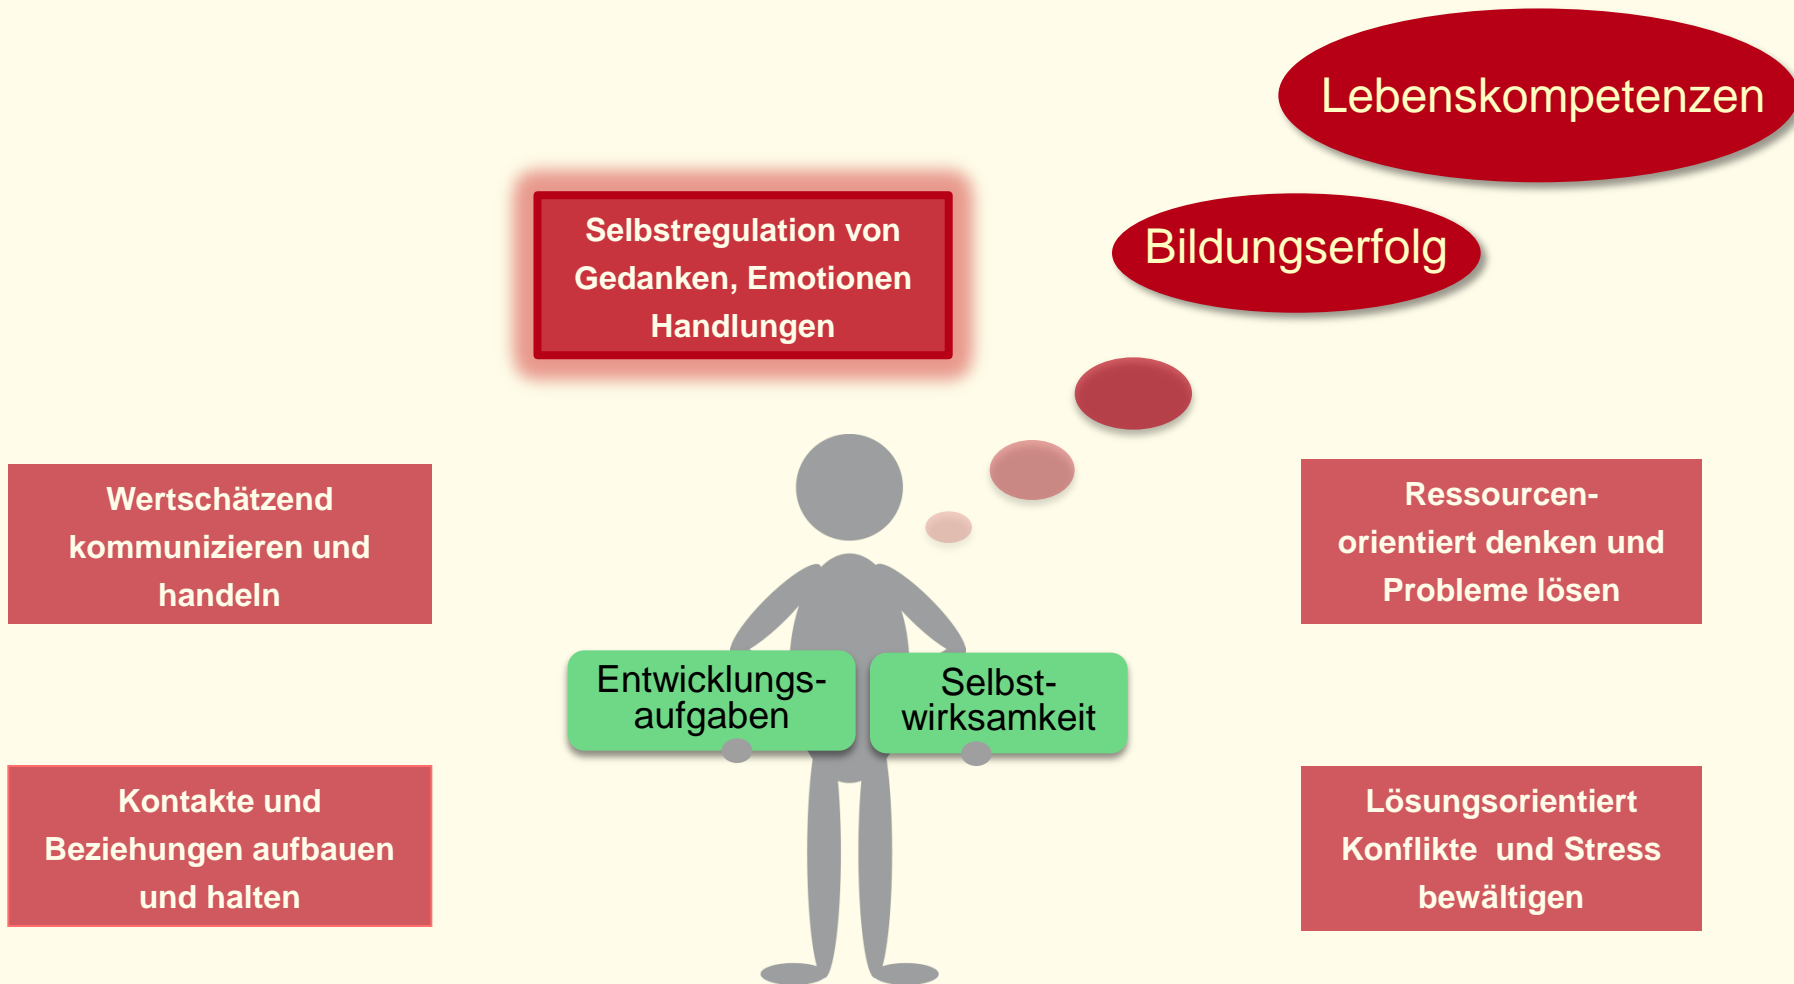 Lebenskompetenzen
Bildungserfolg
Selbstregulation von
Gedanken, Emotionen
Handlungen
Wertschätzend
kommunizieren und
handeln
Ressourcen-
orientiert denken und
Probleme lösen
Entwicklungs-
aufgaben
Selbst-
wirksamkeit
Kontakte und
Beziehungen aufbauen
und halten
Lösungsorientiert
Konflikte  und Stress
bewältigen